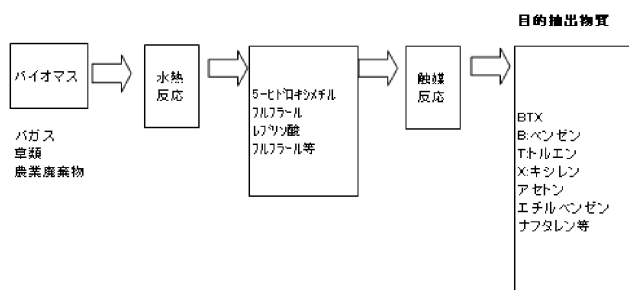 目的抽出物質
バイオマス
バガス
草類
農業廃棄物
水熱
反応
5-ヒドロキシメチル
フルフラール
レブリン酸
フルフラール等
触媒
反応
BTX
B:ベンゼン
T:トルエン
X:キシレン
アセトン
エチルベンゼン
ナフタレン等